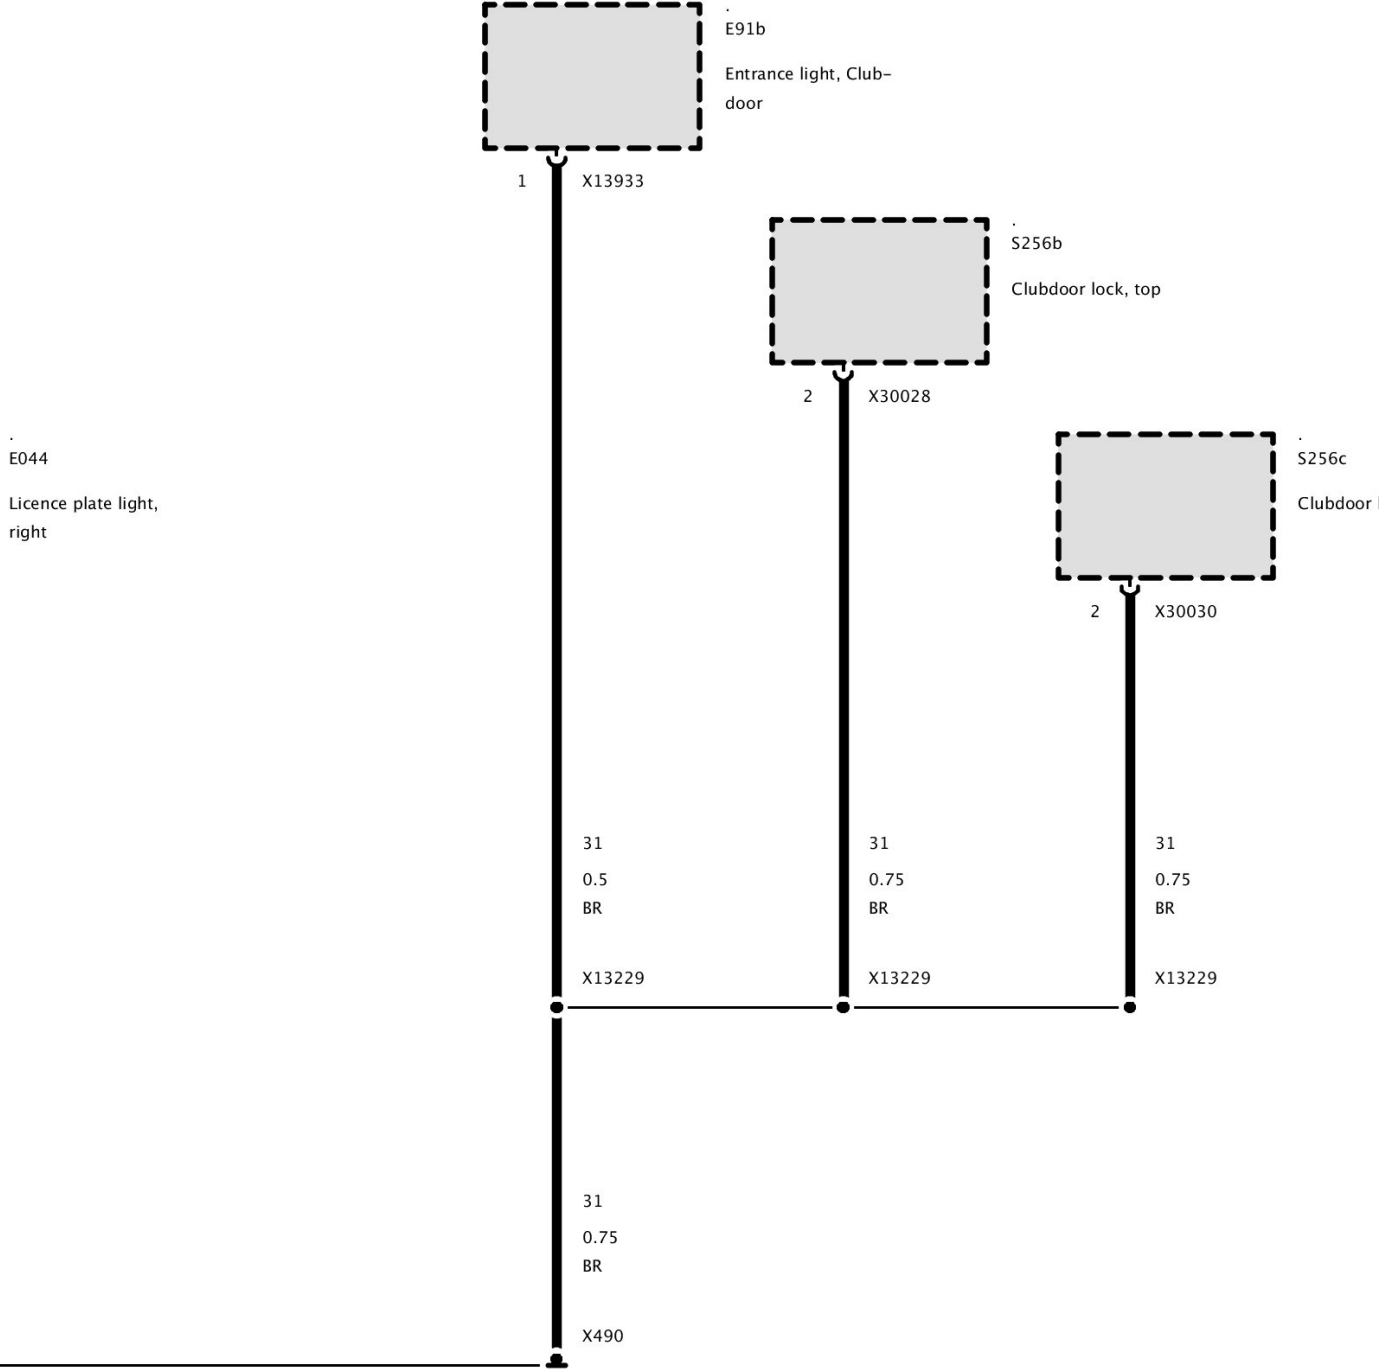 E91b
Entrance light, Club-
door
1
X13933
S256b
Clubdoor lock, top
2
X30028
E044
Licence plate light,
right
S256c
Clubdoor
2
X30030
31
0.5
BR
X13229
31
0.75
BR
X13229
31
0.75
BR
X13229
31
0.75
BR
X490